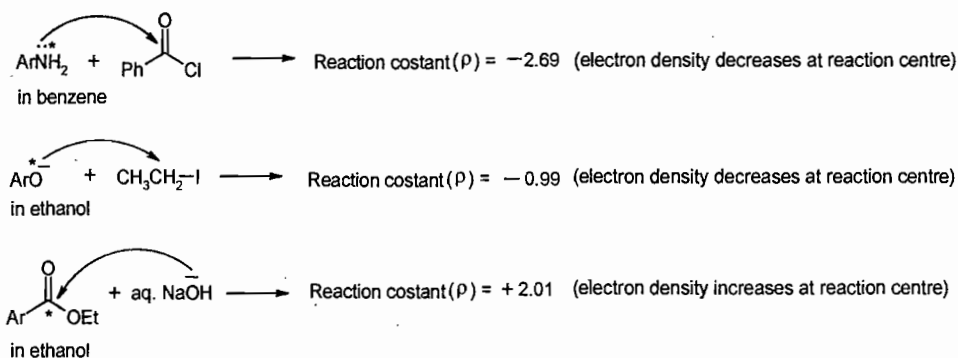 O
ArN̈H₂* + Ph Cl → Reaction costant(ρ) = −2.69 (electron density decreases at reaction centre)
in benzene
ArO⁻* + CH₃CH₂–I → Reaction costant(ρ) = − 0.99 (electron density decreases at reaction centre)
in ethanol
O
Ar * OEt + aq. NaOH⁻ → Reaction costant(ρ) = + 2.01 (electron density increases at reaction centre)
in ethanol